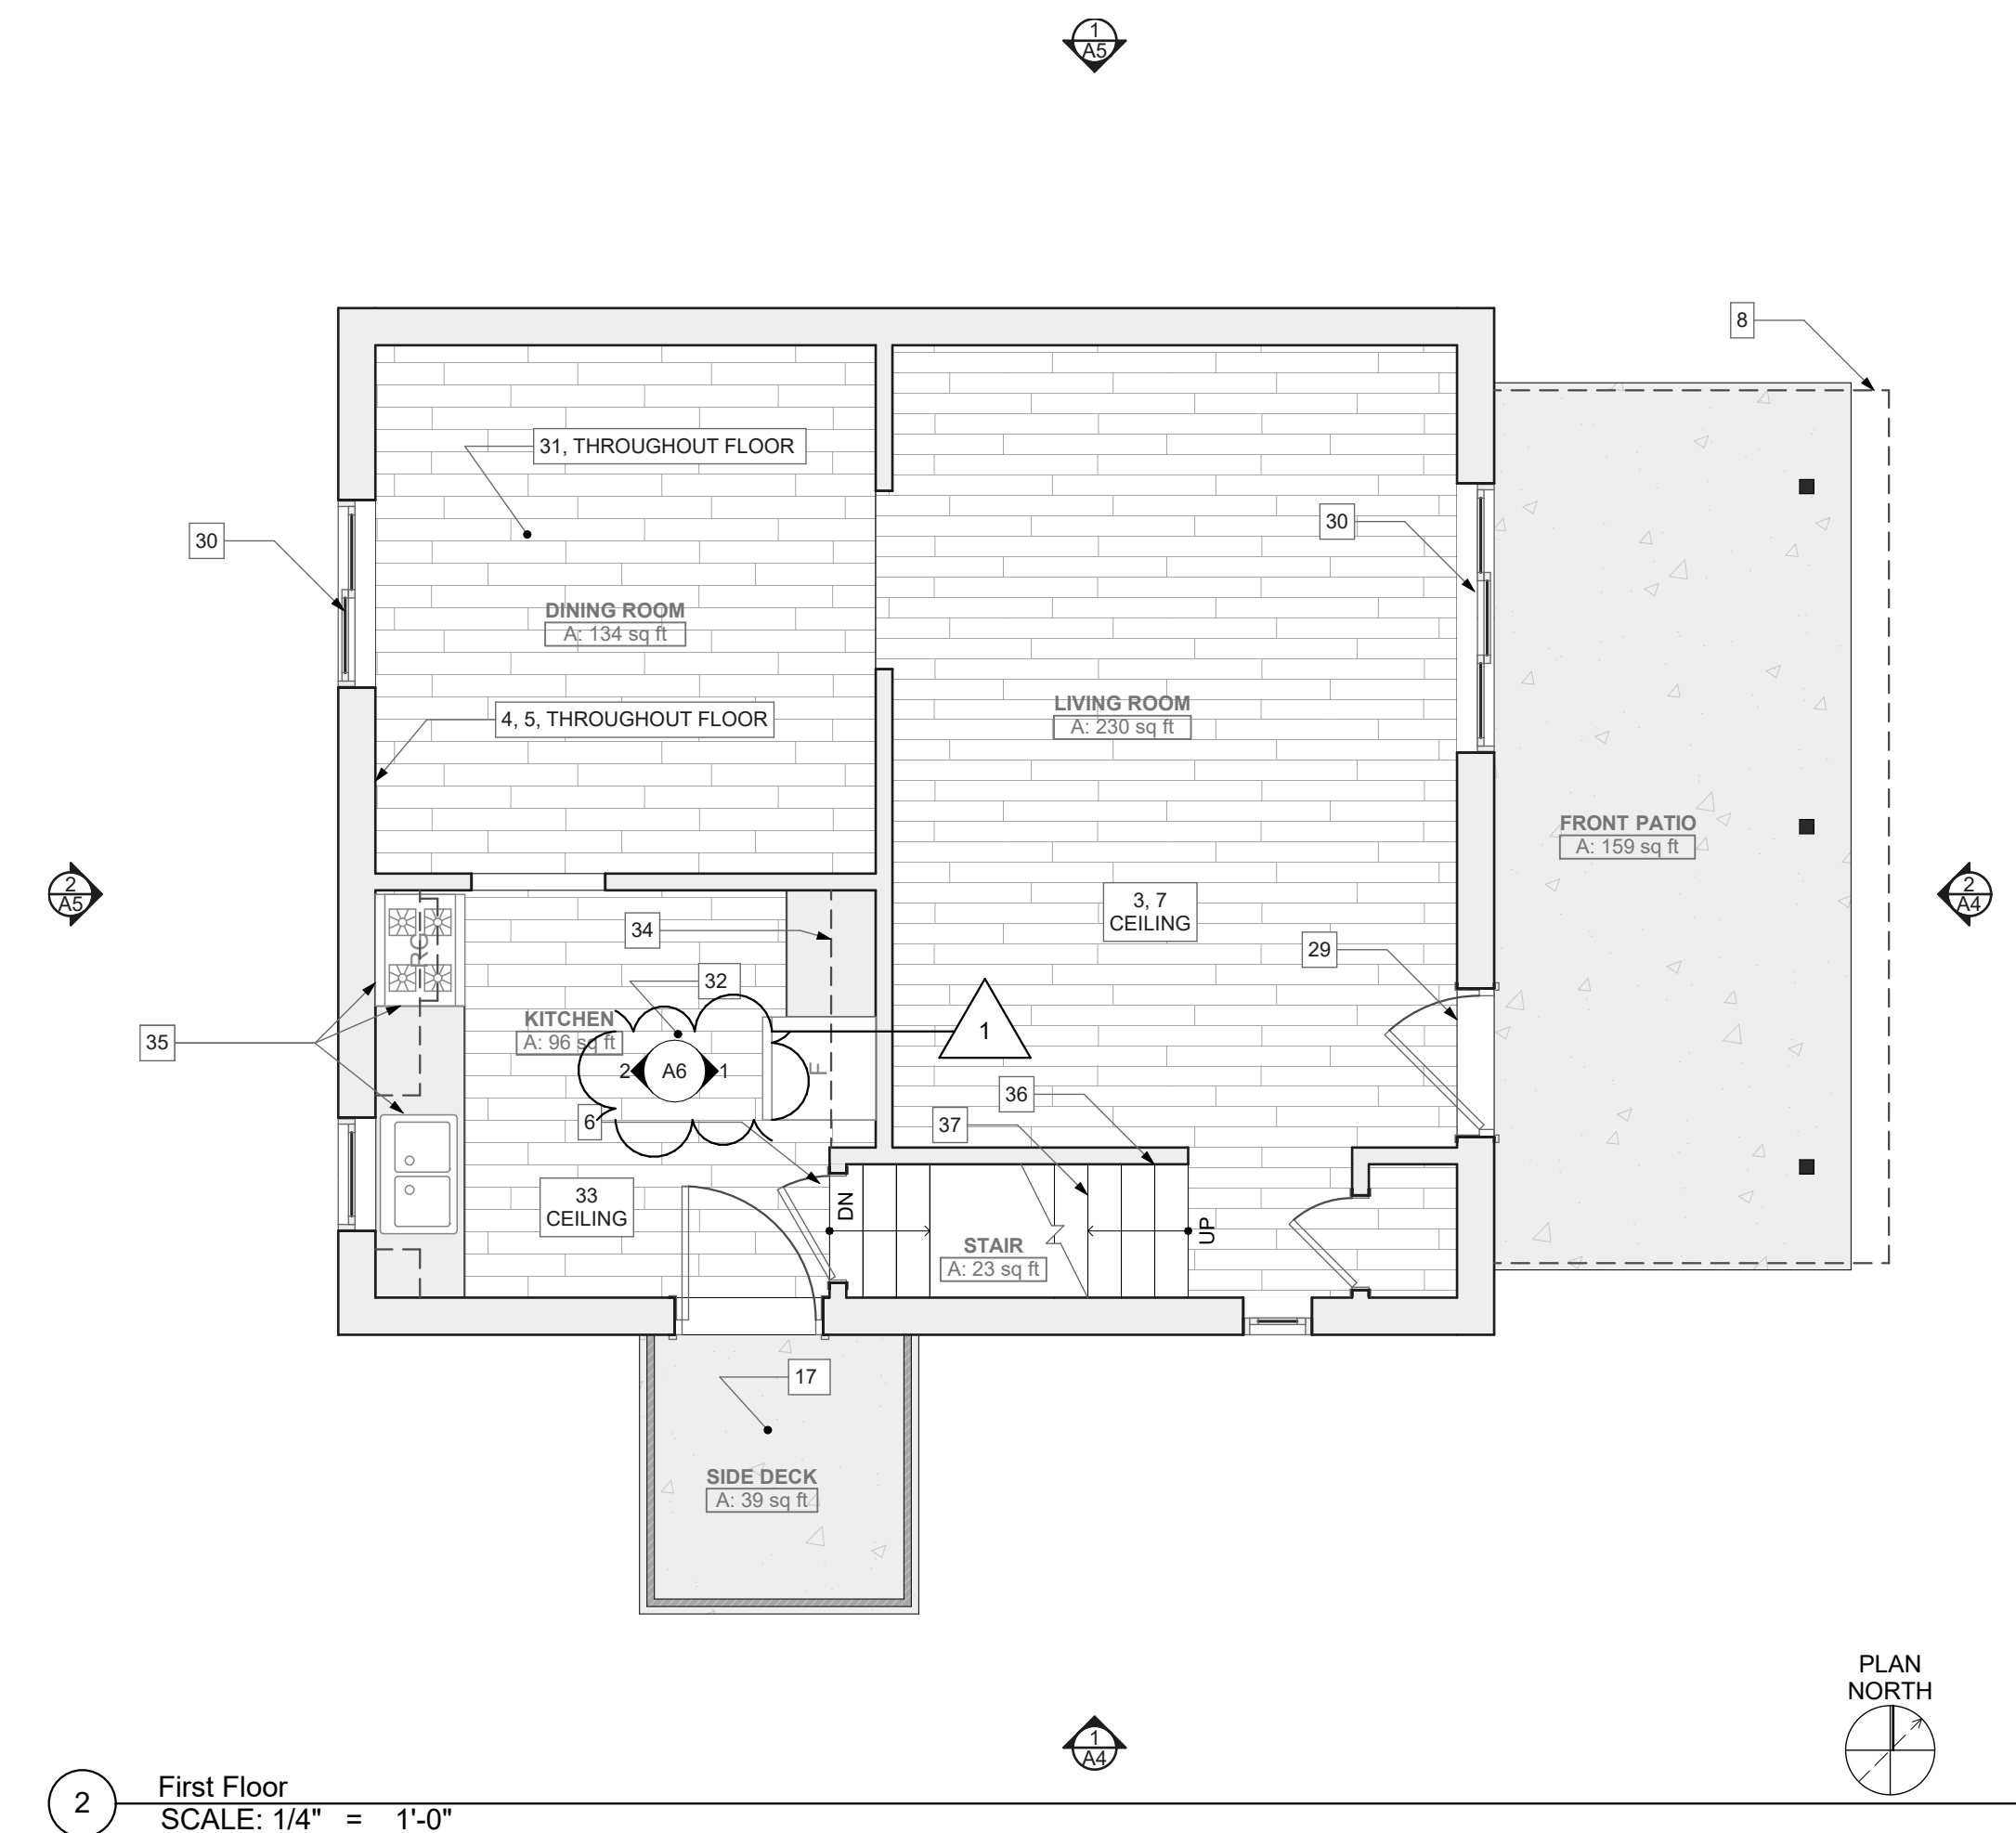 1
A5
8
31, THROUGHOUT FLOOR
30
30
DINING ROOM
A: 134 sq ft
4, 5, THROUGHOUT FLOOR
LIVING ROOM
A: 230 sq ft
FRONT PATIO
A: 159 sq ft
2
A5
2
A4
3, 7
CEILING
34
RG
29
32
KITCHEN
A: 96 sq ft
1
35
2
A6
1
F
36
6
37
33
CEILING
DN
UP
STAIR
A: 23 sq ft
17
SIDE DECK
A: 39 sq ft
PLAN
NORTH
1
A4
2
First Floor
SCALE: 1/4" = 1'-0"